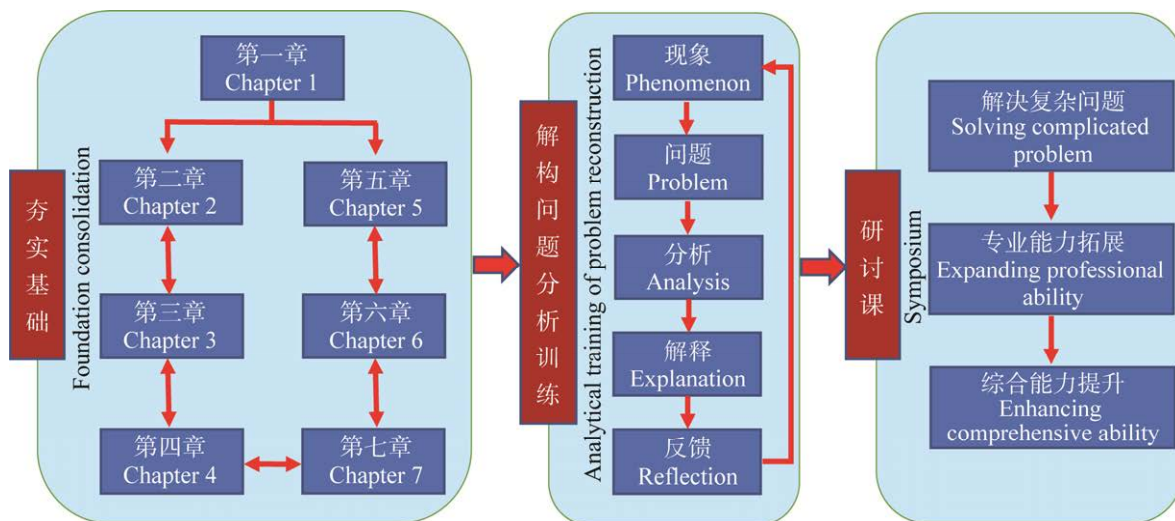 夯实基础
Foundation consolidation
第一章
Chapter 1
第二章
Chapter 2
第五章
Chapter 5
第三章
Chapter 3
第六章
Chapter 6
第四章
Chapter 4
第七章
Chapter 7
解构问题分析训练
Analytical training of problem reconstruction
现象
Phenomenon
问题
Problem
分析
Analysis
解释
Explanation
反馈
Reflection
研讨课
Symposium
解决复杂问题
Solving complicated
problem
专业能力拓展
Expanding professional
ability
综合能力提升
Enhancing
comprehensive ability